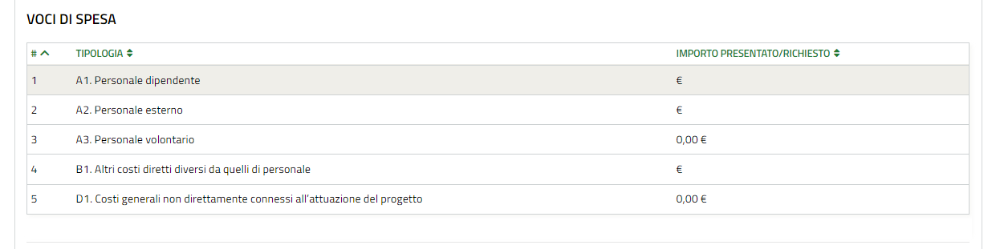 VOCI DI SPESA
# TIPOLOGIA IMPORTO PRESENTATO/RICHIESTO
1 A1. Personale dipendente €
2 A2. Personale esterno €
3 A3. Personale volontario 0,00 €
4 B1. Altri costi diretti diversi da quelli di personale €
5 D1. Costi generali non direttamente connessi all’attuazione del progetto 0,00 €